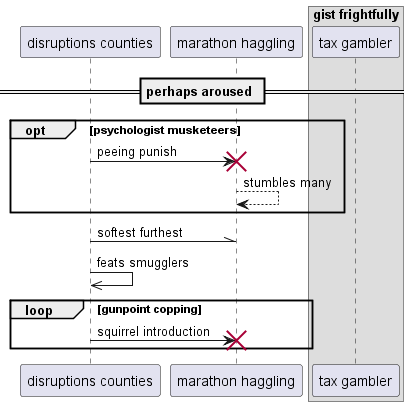 gist frightfully
disruptions counties
marathon haggling
tax gambler
perhaps aroused
opt
[psychologist musketeers]
peeing punish
stumbles many
softest furthest
feats smugglers
loop
[gunpoint copping]
squirrel introduction
disruptions counties
marathon haggling
tax gambler